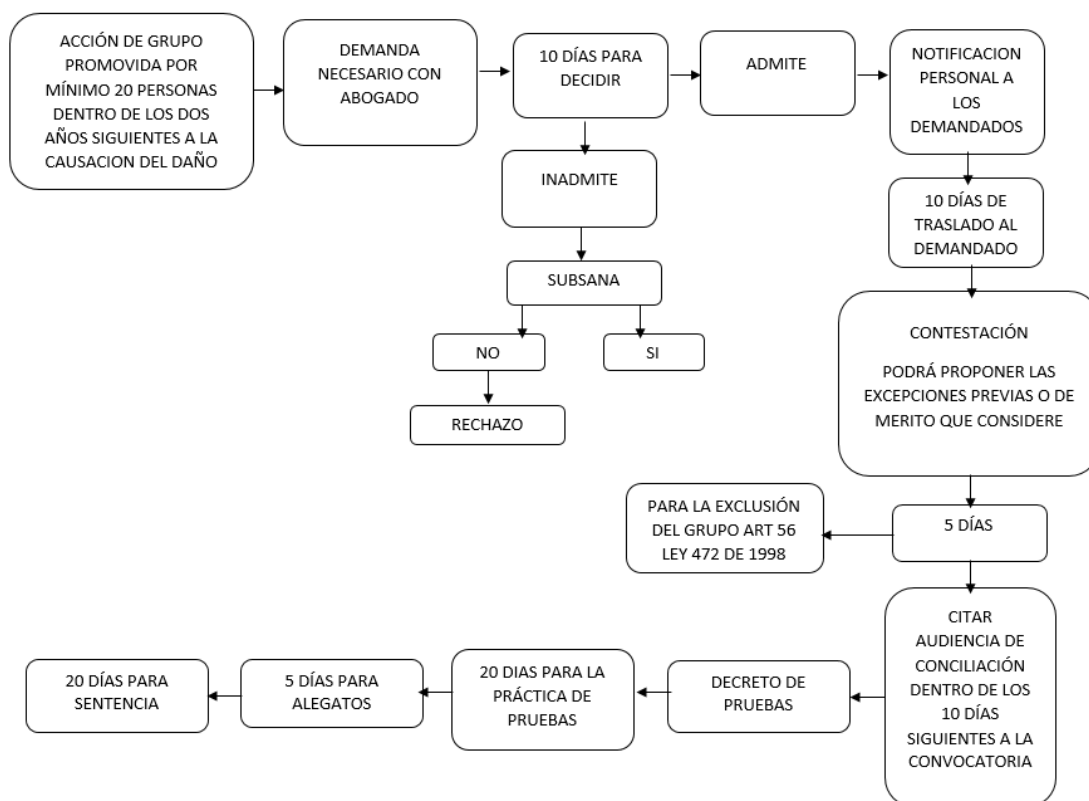 ACCIÓN DE GRUPO
PROMOVIDA POR
MÍNIMO 20 PERSONAS
DENTRO DE LOS DOS
AÑOS SIGUIENTES A LA
CAUSACION DEL DAÑO
DEMANDA
NECESARIO CON
ABOGADO
10 DÍAS PARA
DECIDIR
ADMITE
NOTIFICACION
PERSONAL A
LOS
DEMANDADOS
INADMITE
10 DÍAS DE
TRASLADO AL
DEMANDADO
SUBSANA
NO
SI
RECHAZO
CONTESTACIÓN
PODRÁ PROPONER LAS
EXCEPCIONES PREVIAS O DE
MERITO QUE CONSIDERE
5 DÍAS
PARA LA EXCLUSIÓN
DEL GRUPO ART 56
LEY 472 DE 1998
CITAR
AUDIENCIA DE
CONCILIACIÓN
DENTRO DE LOS
10 DÍAS
SIGUIENTES A LA
CONVOCATORIA
DECRETO DE
PRUEBAS
20 DIAS PARA LA
PRÁCTICA DE
PRUEBAS
5 DÍAS PARA
ALEGATOS
20 DÍAS PARA
SENTENCIA